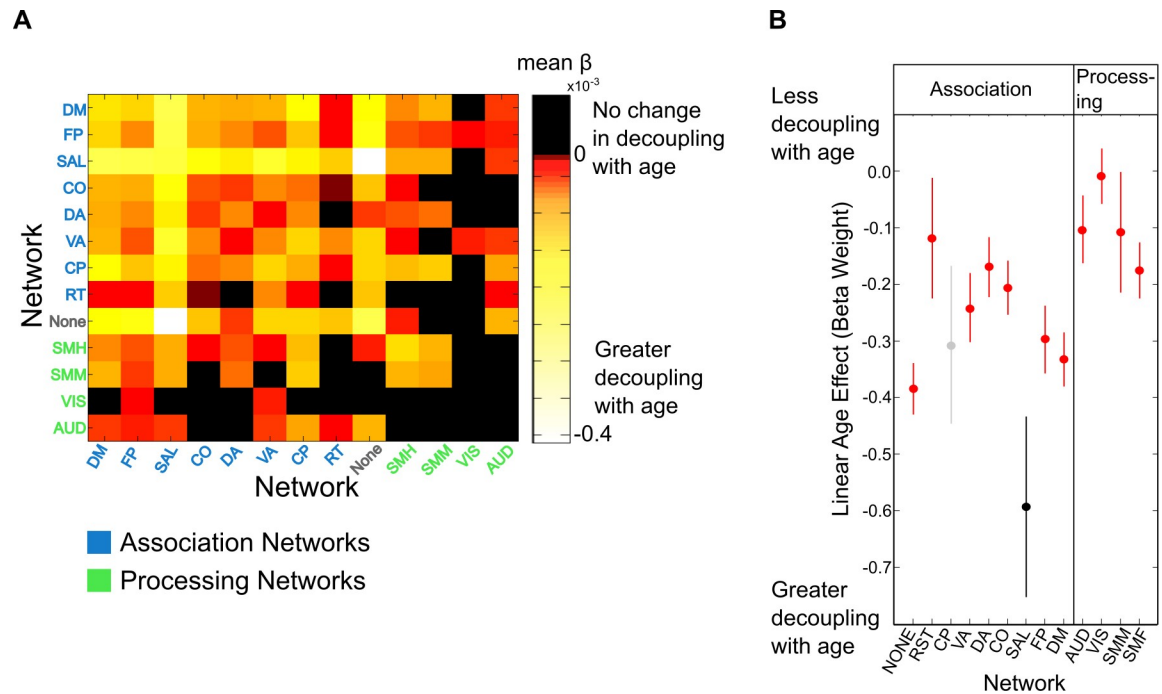 A
mean β
x10⁻³
No change
in decoupling
with age
0
Greater
decoupling
with age
-0.4
Network
DM
FP
SAL
CO
DA
VA
CP
RT
None
SMH
SMM
VIS
AUD
DM
FP
SAL
CO
DA
VA
CP
RT
None
SMH
SMM
VIS
AUD
Network
Association Networks
Processing Networks
B
Less
decoupling
with age
Association
Process-
ing
Linear Age Effect (Beta Weight)
0.0
-0.1
-0.2
-0.3
-0.4
-0.5
-0.6
-0.7
Greater
decoupling
with age
NONE
RST
CP
VA
DA
CO
SAL
FP
DM
AUD
VIS
SMM
SMF
Network